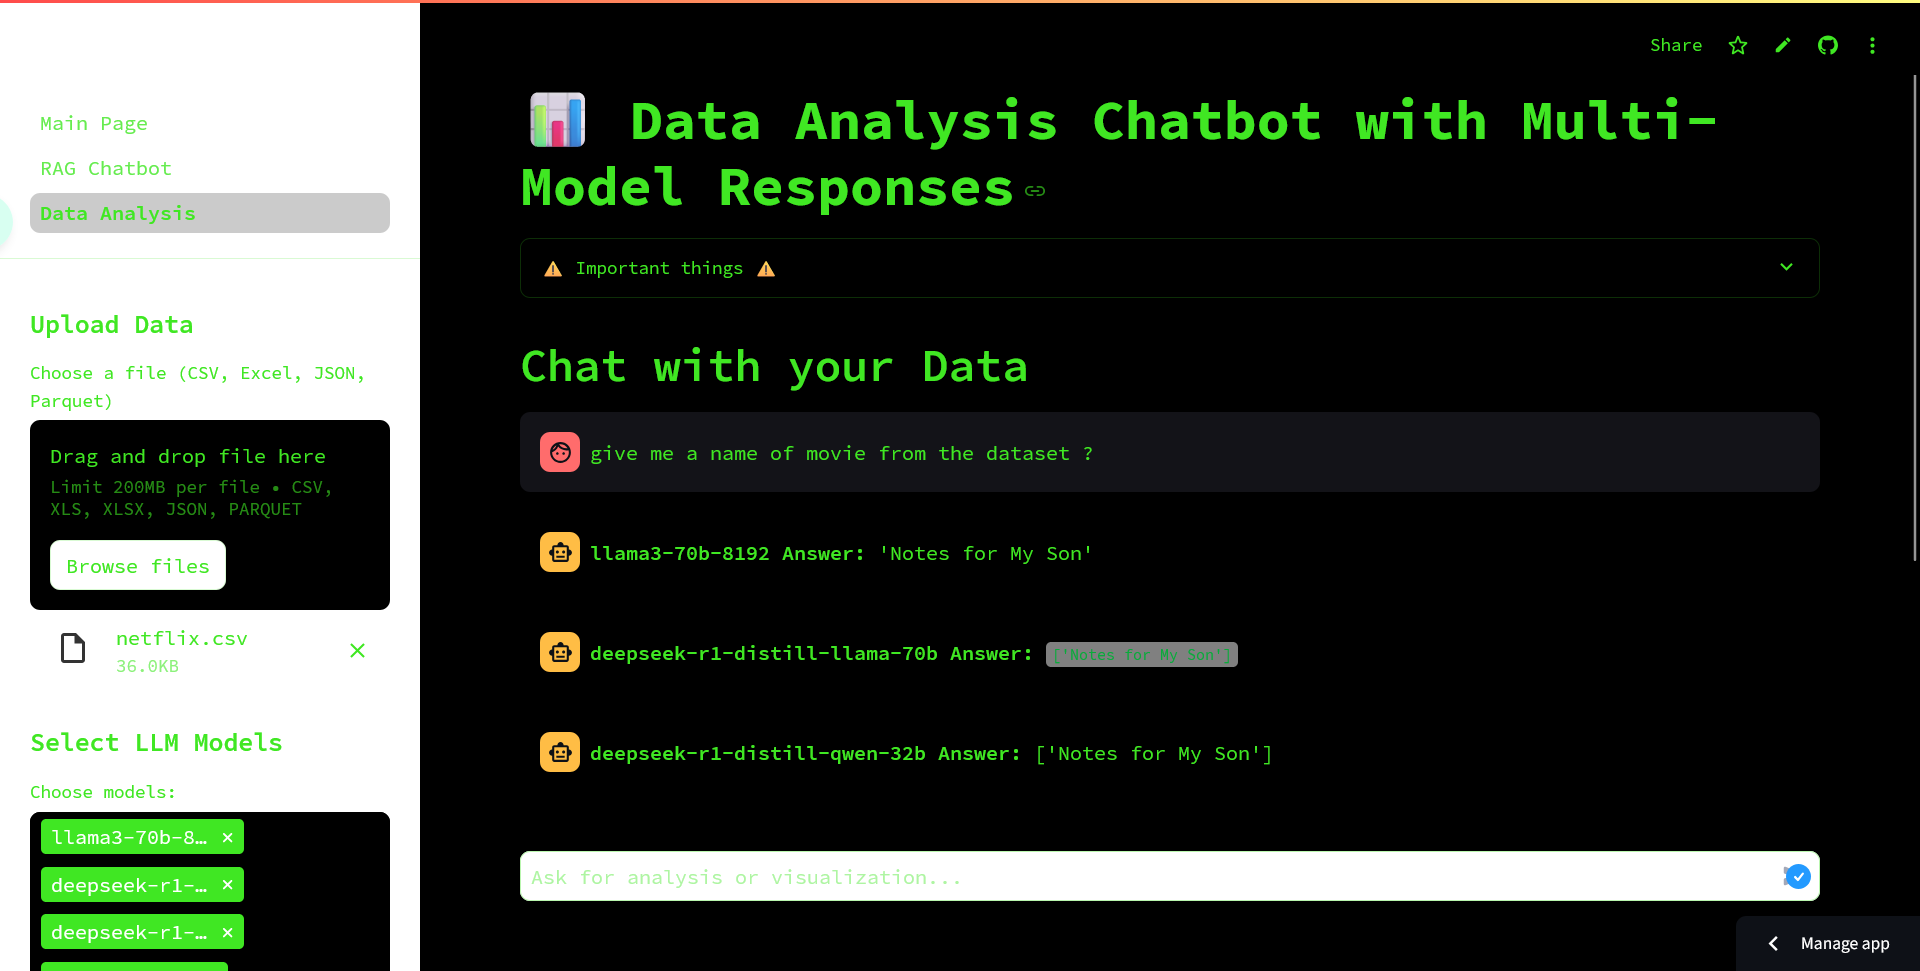 Main Page
RAG Chatbot
Data Analysis
Upload Data
Choose a file (CSV, Excel, JSON,
Parquet)
Drag and drop file here
Limit 200MB per file • CSV,
XLS, XLSX, JSON, PARQUET
Browse files
netflix.csv
36.0KB
Select LLM Models
Choose models:
llama3-70b-8…
deepseek-r1-…
deepseek-r1-…
Share
Data Analysis Chatbot with Multi-
Model Responses
Important things
Chat with your Data
give me a name of movie from the dataset ?
llama3-70b-8192 Answer: 'Notes for My Son'
deepseek-r1-distill-llama-70b Answer: ['Notes for My Son']
deepseek-r1-distill-qwen-32b Answer: ['Notes for My Son']
Ask for analysis or visualization...
Manage app